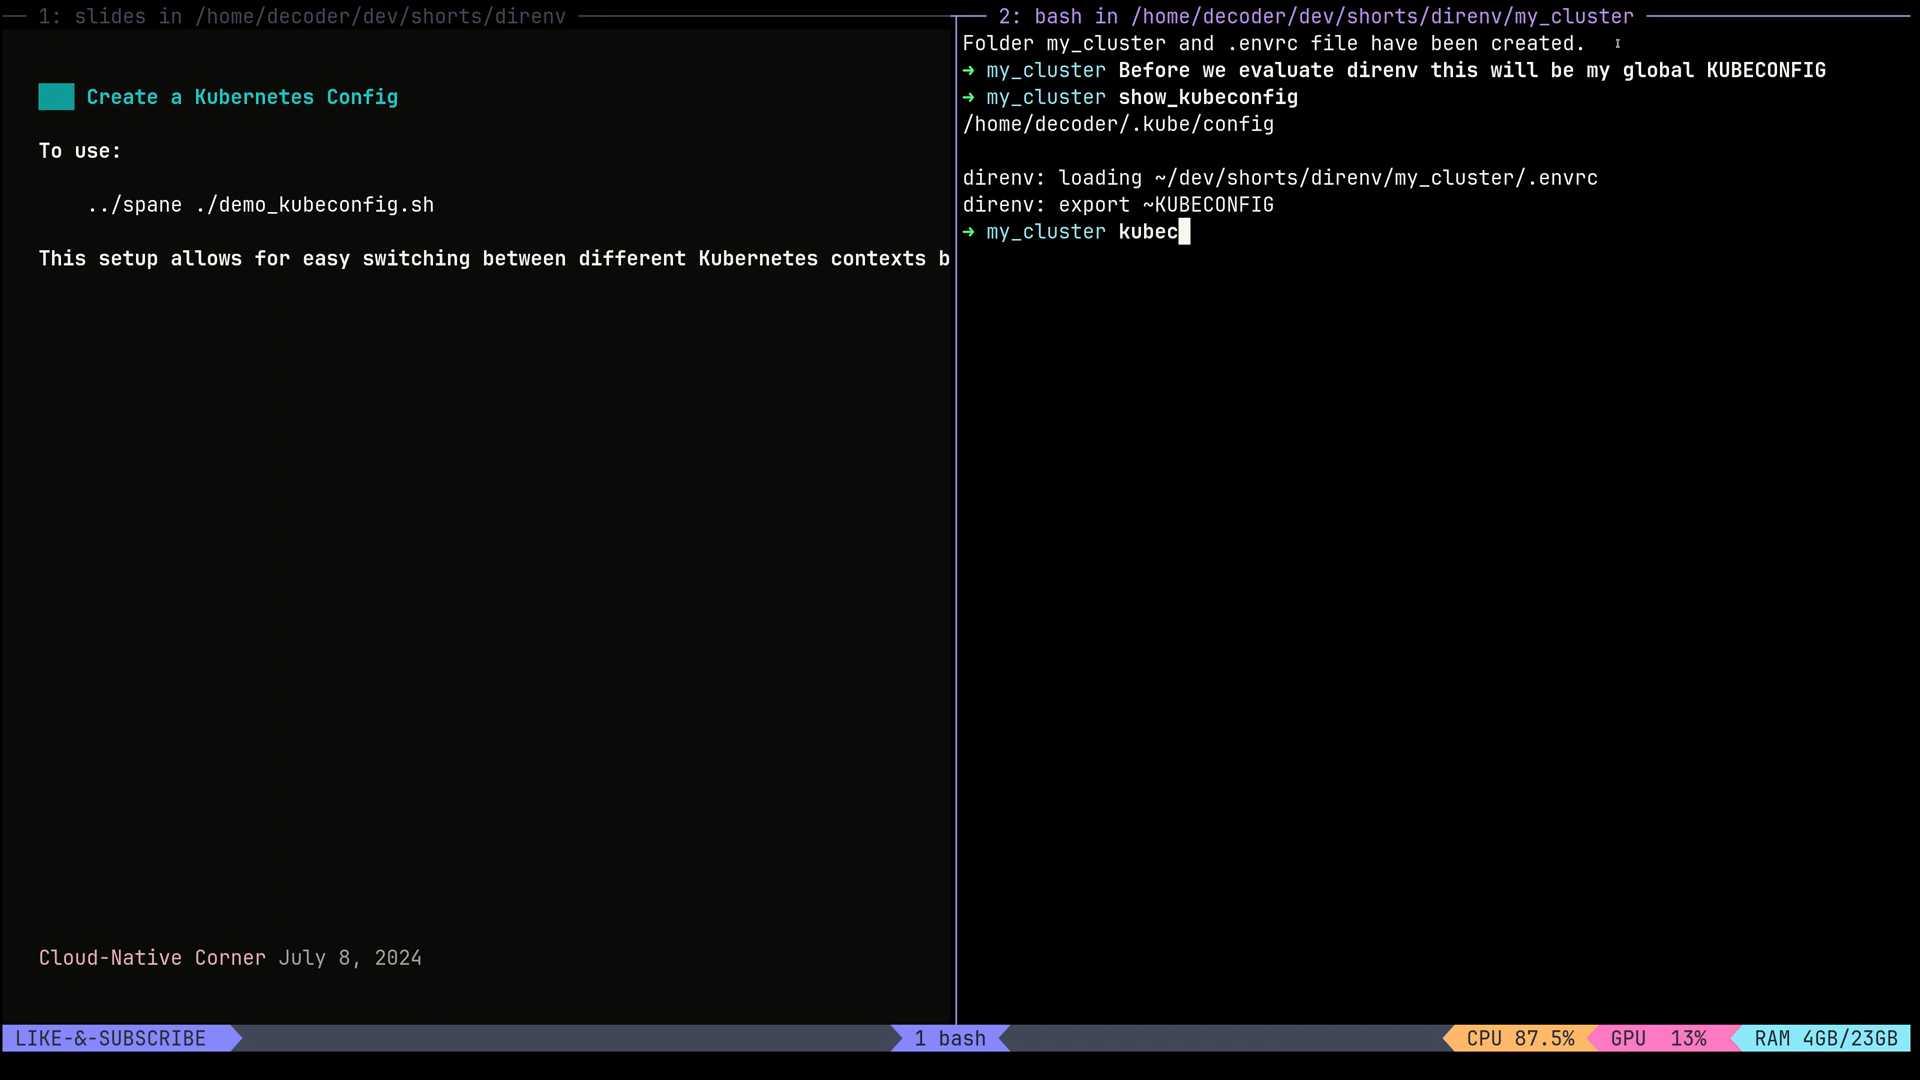 1: slides in /home/decoder/dev/shorts/direnv
Create a Kubernetes Config
To use:
../spane ./demo_kubeconfig.sh
This setup allows for easy switching between different Kubernetes contexts b
Cloud-Native Corner July 8, 2024
2: bash in /home/decoder/dev/shorts/direnv/my_cluster
Folder my_cluster and .envrc file have been created.
→ my_cluster Before we evaluate direnv this will be my global KUBECONFIG
→ my_cluster show_kubeconfig
/home/decoder/.kube/config
direnv: loading ~/dev/shorts/direnv/my_cluster/.envrc
direnv: export ~KUBECONFIG
→ my_cluster kubec
LIKE-&-SUBSCRIBE 1 bash CPU 87.5% GPU 13% RAM 4GB/23GB